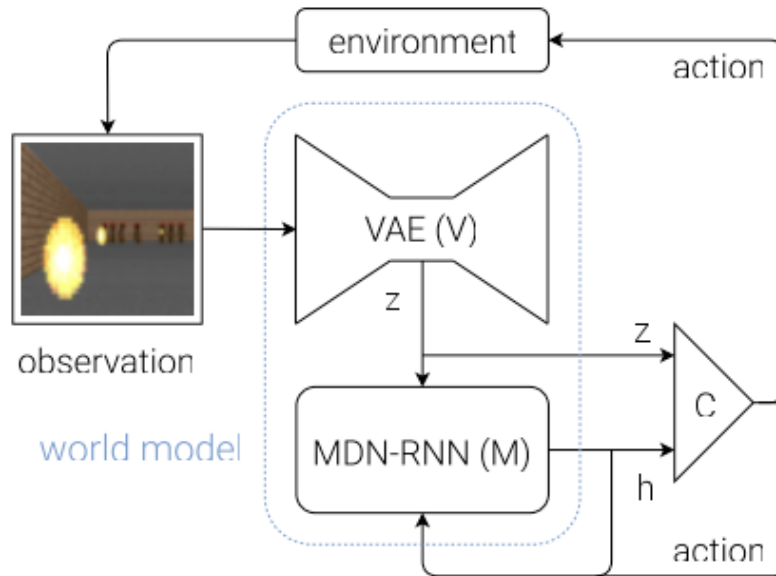 environment
action
VAE (V)
z
z
observation
C
world model
MDN-RNN (M)
h
action